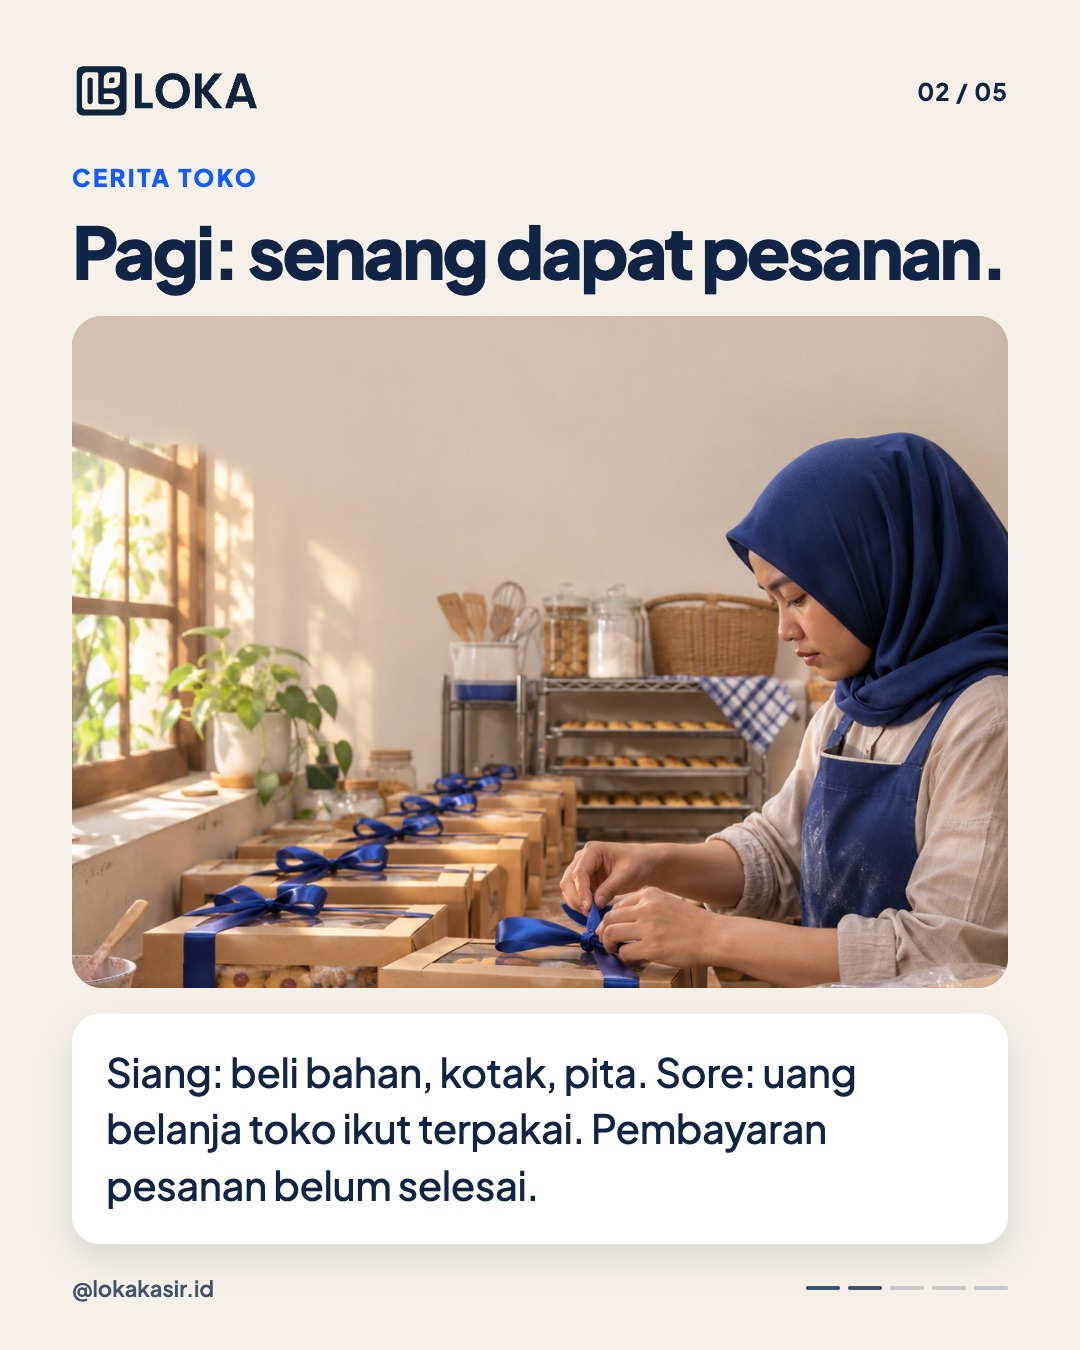 LOKA
02 / 05
CERITA TOKO
Pagi: senang dapat pesanan.
Siang: beli bahan, kotak, pita. Sore: uang
belanja toko ikut terpakai. Pembayaran
pesanan belum selesai.
@lokakasir.id